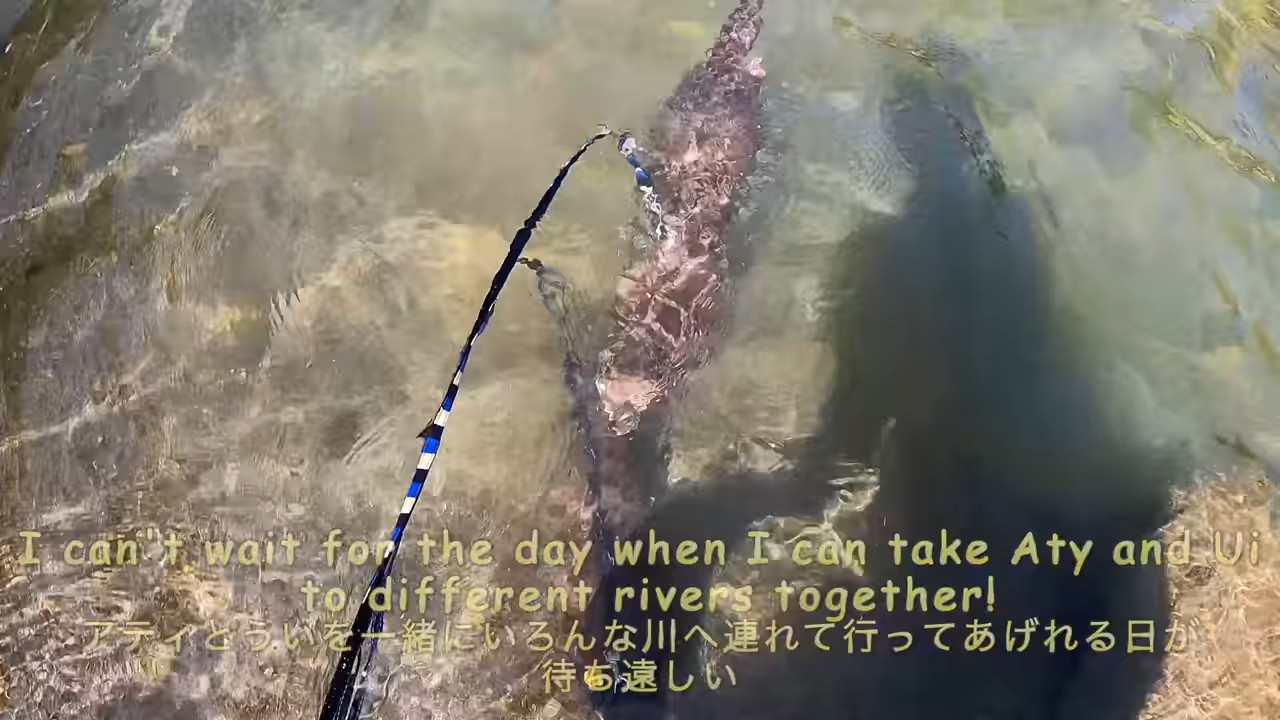 I can"t wait for the day when I can take Aty and Ui
to different rivers together!
アティとういを一緒にいろんな川へ連れて行ってあげれる日が
待ち遠しい